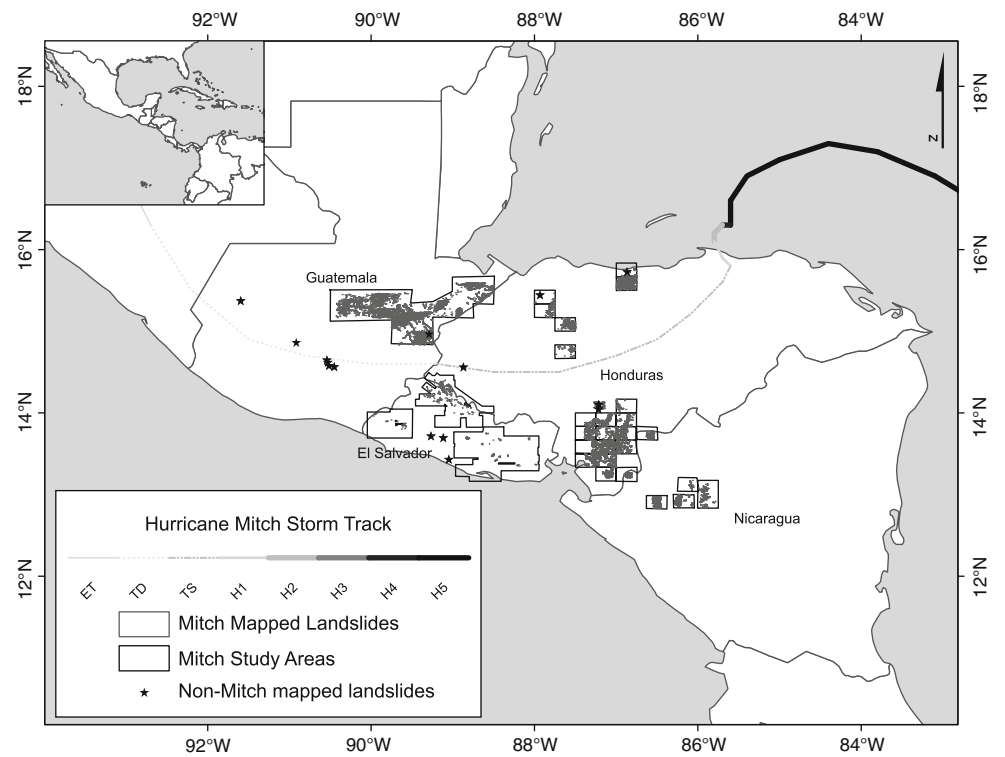 92°W 90°W 88°W 86°W 84°W
18°N 18°N
N
16°N 16°N
Guatemala
Honduras
14°N 14°N
El Salvador
Nicaragua
Hurricane Mitch Storm Track
ET TD TS H1 H2 H3 H4 H5
12°N 12°N
Mitch Mapped Landslides
Mitch Study Areas
Non-Mitch mapped landslides
92°W 90°W 88°W 86°W 84°W